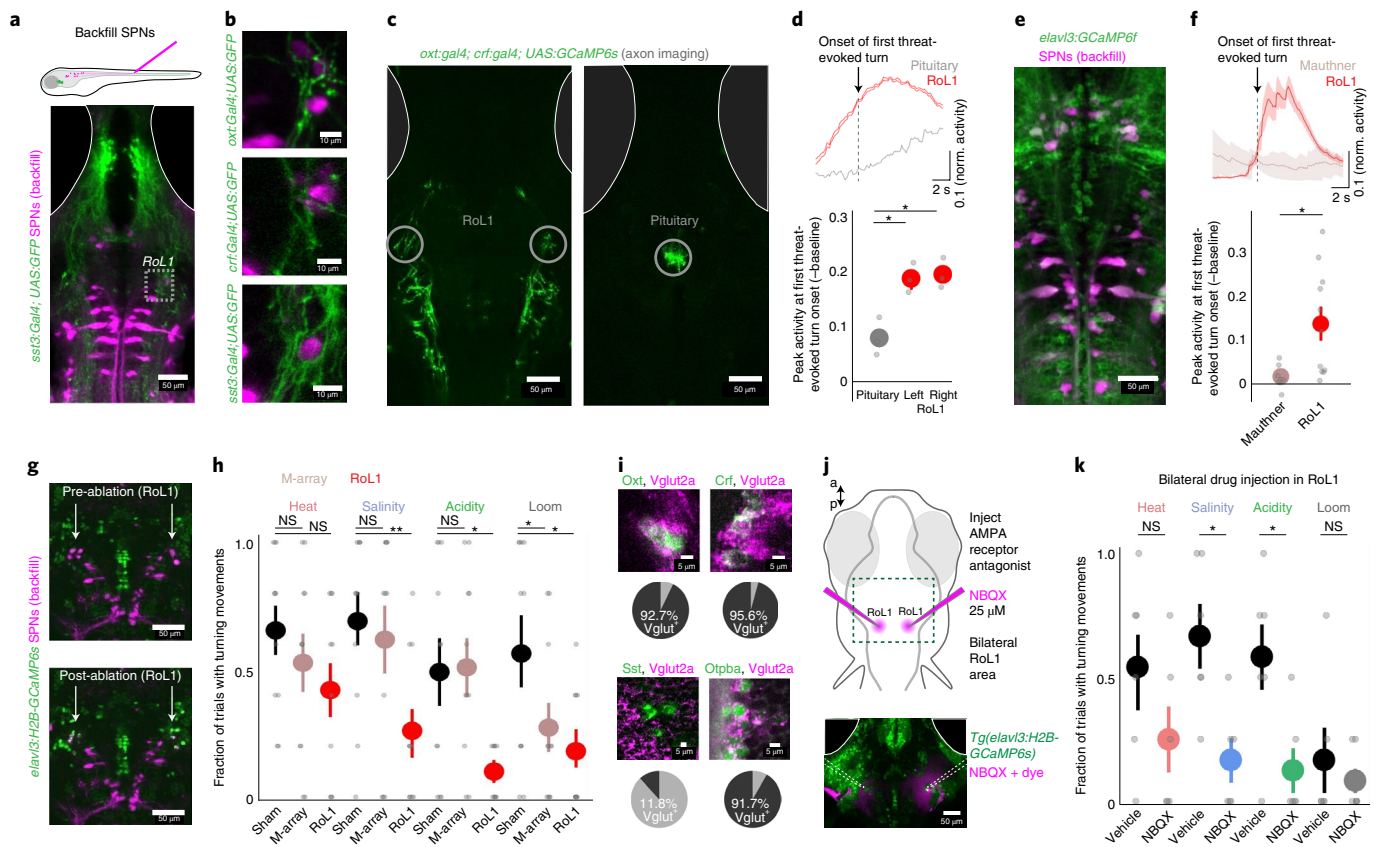 a
Backfill SPNs
sst3:Gal4; UAS:GFP SPNs (backfill)
RoL1
50 µm
b
oxt:Gal4;UAS:GFP
10 µm
crf:Gal4;UAS:GFP
10 µm
sst3:Gal4;UAS:GFP
10 µm
c
oxt:gal4; crf:gal4; UAS:GCaMP6s (axon imaging)
RoL1
50 µm
Pituitary
50 µm
d
Onset of first threat-
evoked turn
Pituitary
RoL1
2 s
0.1 (norm. activity)
Peak activity at first threat-
evoked turn onset (–baseline)
0.3
0.2
0.1
0
Pituitary Left Right
RoL1
*
*
e
elavl3:GCaMP6f
SPNs (backfill)
50 µm
f
Onset of first threat-
evoked turn
Mauthner
RoL1
2 s
0.1 (norm. activity)
Peak activity at first threat-
evoked turn onset (–baseline)
*
0.3
0.2
0.1
0
Mauthner
RoL1
g
elavl3:H2B-GCaMP6s SPNs (backfill)
Pre-ablation (RoL1)
50 µm
Post-ablation (RoL1)
50 µm
h
M-array RoL1
Heat Salinity Acidity Loom
NS NS NS ** NS * * *
Fraction of trials with turning movements
1.0
0.5
0
Sham M-array RoL1 Sham M-array RoL1 Sham M-array RoL1 Sham M-array RoL1
i
Oxt, Vglut2a Crf, Vglut2a
5 µm 5 µm
92.7% 95.6%
Vglut+ Vglut+
Sst, Vglut2a Otpba, Vglut2a
5 µm 5 µm
11.8% 91.7%
Vglut+ Vglut+
j
a
p
Inject
AMPA
receptor
antagonist
NBQX
25 µM
Bilateral
RoL1
area
RoL1 RoL1
Tg(elavl3:H2B-
GCaMP6s)
NBQX + dye
50 µm
k
Bilateral drug injection in RoL1
Heat Salinity Acidity Loom
NS * * NS
Fraction of trials with turning movements
1.0
0.5
0
Vehicle NBQX Vehicle NBQX Vehicle NBQX Vehicle NBQX